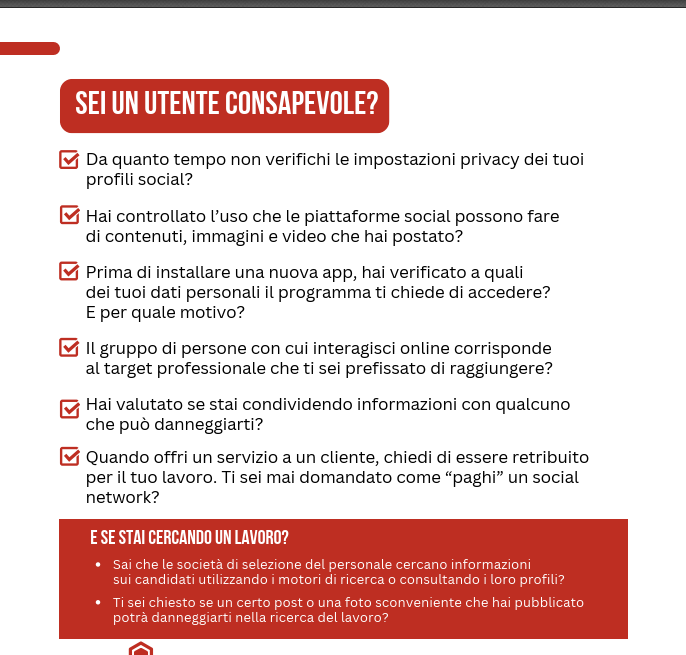 SEI UN UTENTE CONSAPEVOLE?
Da quanto tempo non verifichi le impostazioni privacy dei tuoi
profili social?
Hai controllato l’uso che le piattaforme social possono fare
di contenuti, immagini e video che hai postato?
Prima di installare una nuova app, hai verificato a quali
dei tuoi dati personali il programma ti chiede di accedere?
E per quale motivo?
Il gruppo di persone con cui interagisci online corrisponde
al target professionale che ti sei prefissato di raggiungere?
Hai valutato se stai condividendo informazioni con qualcuno
che può danneggiarti?
Quando offri un servizio a un cliente, chiedi di essere retribuito
per il tuo lavoro. Ti sei mai domandato come “paghi” un social
network?
E SE STAI CERCANDO UN LAVORO?
• Sai che le società di selezione del personale cercano informazioni
sui candidati utilizzando i motori di ricerca o consultando i loro profili?
• Ti sei chiesto se un certo post o una foto sconveniente che hai pubblicato
potrà danneggiarti nella ricerca del lavoro?